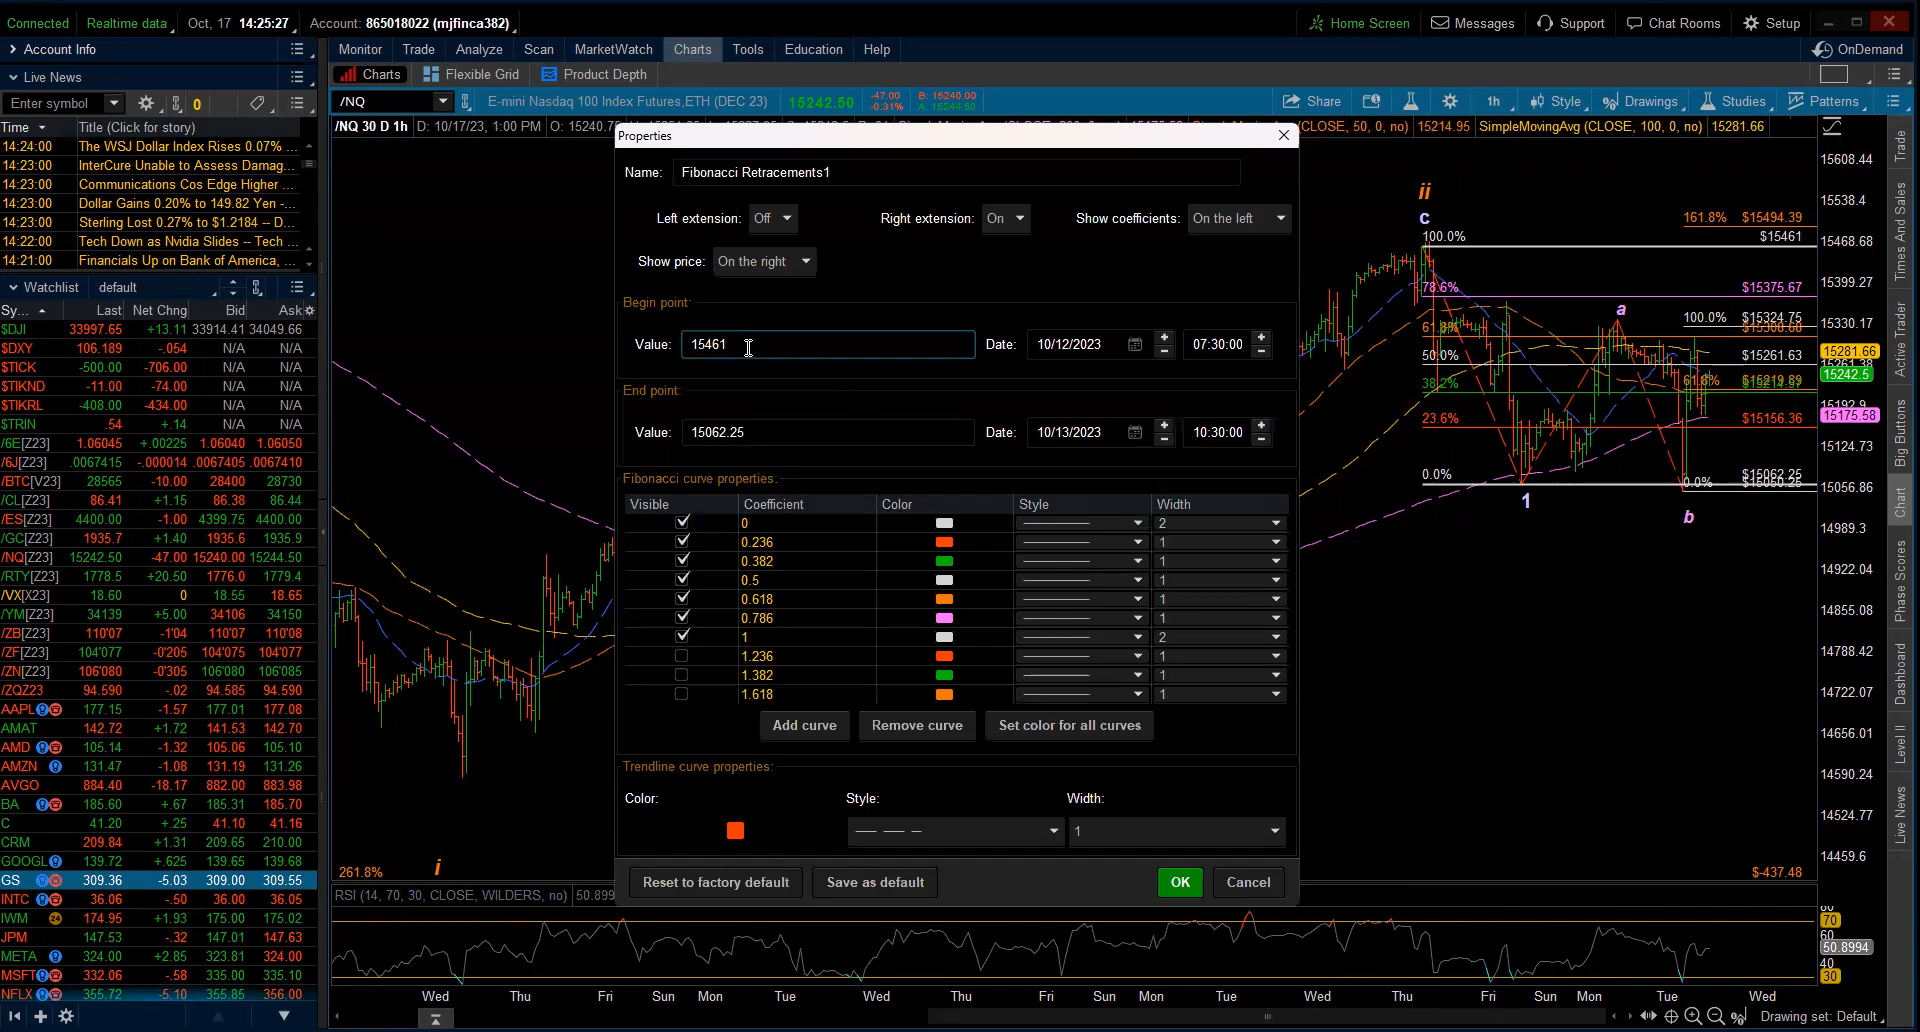 Connected Realtime data Oct, 17 14:25:27 Account: 865018022 (mjfinca382) Home Screen Messages Support Chat Rooms Setup
Account Info Monitor Trade Analyze Scan MarketWatch Charts Tools Education Help OnDemand
Live News Charts Flexible Grid Product Depth
Enter symbol 0 /NQ E-mini Nasdaq 100 Index Futures,ETH (DEC 23) 15242.50 -47.00 -0.31% B: 15240.00 A: 15244.50 Share 1h Style Drawings Studies Patterns
Time Title (Click for story)
/NQ 30 D 1h D: 10/17/23, 1:00 PM (CLOSE, 50, 0, no) 15214.95 SimpleMovingAvg (CLOSE, 100, 0, no) 15281.66
14:24:00 The WSJ Dollar Index Rises 0.07% ...
14:23:00 InterCure Unable to Assess Damag...
14:23:00 Communications Cos Edge Higher ...
14:23:00 Dollar Gains 0.20% to 149.82 Yen -...
14:23:00 Sterling Lost 0.27% to $1.2184 -- D...
14:22:00 Tech Down as Nvidia Slides -- Tech ...
14:21:00 Financials Up on Bank of America, ...
Watchlist default
Sy... Last Net Chng Bid Ask
$DJI 33997.65 +13.11 33914.41 34049.66
$DXY 106.189 -.054 N/A N/A
$TICK -500.00 -706.00 N/A N/A
$TIKND -11.00 -74.00 N/A N/A
$TIKRL -408.00 -434.00 N/A N/A
$TRIN .54 +.14 N/A N/A
/6E[Z23] 1.06045 +.00225 1.06040 1.06050
/6J[Z23] .0067415 -.000014 .0067405 .0067410
/BTC[V23] 28565 -10.00 28400 28730
/CL[Z23] 86.41 +1.15 86.38 86.44
/ES[Z23] 4400.00 -1.00 4399.75 4400.00
/GC[Z23] 1935.7 +1.40 1935.6 1935.9
/NQ[Z23] 15242.50 -47.00 15240.00 15244.50
/RTY[Z23] 1778.5 +20.50 1776.0 1779.4
/VX[X23] 18.60 0 18.55 18.65
/YM[Z23] 34139 +5.00 34106 34150
/ZB[Z23] 110'07 -1'04 110'07 110'08
/ZF[Z23] 104'077 -0'205 104'075 104'077
/ZN[Z23] 106'080 -0'305 106'080 106'085
/ZQZ23 94.590 -.02 94.585 94.590
AAPL 177.15 -1.57 177.01 177.08
AMAT 142.72 +1.72 141.53 142.70
AMD 105.14 -1.32 105.06 105.10
AMZN 131.47 -1.08 131.19 131.26
AVGO 884.40 -18.17 882.00 883.98
BA 185.60 +.67 185.31 185.70
C 41.20 +.25 41.10 41.16
CRM 209.84 +1.31 209.65 210.00
GOOGL 139.72 +.625 139.65 139.68
GS 309.36 -5.03 309.00 309.55
INTC 36.06 -.50 36.00 36.05
IWM 24 174.95 +1.93 175.00 175.02
JPM 147.53 -.32 147.01 147.63
META 324.00 +2.85 323.81 324.00
MSFT 332.06 -.58 335.00 335.10
NFLX 355.72 -5.10 355.85 356.00
Properties
Name: Fibonacci Retracements1
Left extension: Off Right extension: On Show coefficients: On the left
Show price: On the right
Begin point:
Value: 15461 Date: 10/12/2023 07:30:00
End point:
Value: 15062.25 Date: 10/13/2023 10:30:00
Fibonacci curve properties:
Visible Coefficient Color Style Width
0 2
0.236 1
0.382 1
0.5 1
0.618 1
0.786 1
1 2
1.236 1
1.382 1
1.618 1
Add curve Remove curve Set color for all curves
Trendline curve properties:
Color: Style: Width:
1
Reset to factory default Save as default OK Cancel
ii
c
161.8% $15494.39
100.0% $15461
78.6% $15375.67
a
100.0% $15324.75
61.8%
50.0% $15261.63
38.2%
61.8% $15219.89
23.6% $15156.36
0.0% $15062.25
0.0%
1
b
i
261.8% $-437.48
15608.44
15538.4
15468.68
15399.27
15330.17
15281.66
15242.5
15192.9
15175.58
15124.73
15056.86
14989.3
14922.04
14855.08
14788.42
14722.07
14656.01
14590.24
14524.77
14459.6
Trade
Times And Sales
Active Trader
Big Buttons
Chart
Phase Scores
Dashboard
Level II
Live News
RSI (14, 70, 30, CLOSE, WILDERS, no) 50.899
80
70
60
50.8994
40
30
Wed Thu Fri Sun Mon Tue Wed Thu Fri Sun Mon Tue Wed Thu Fri Sun Mon Tue Wed
Drawing set: Default